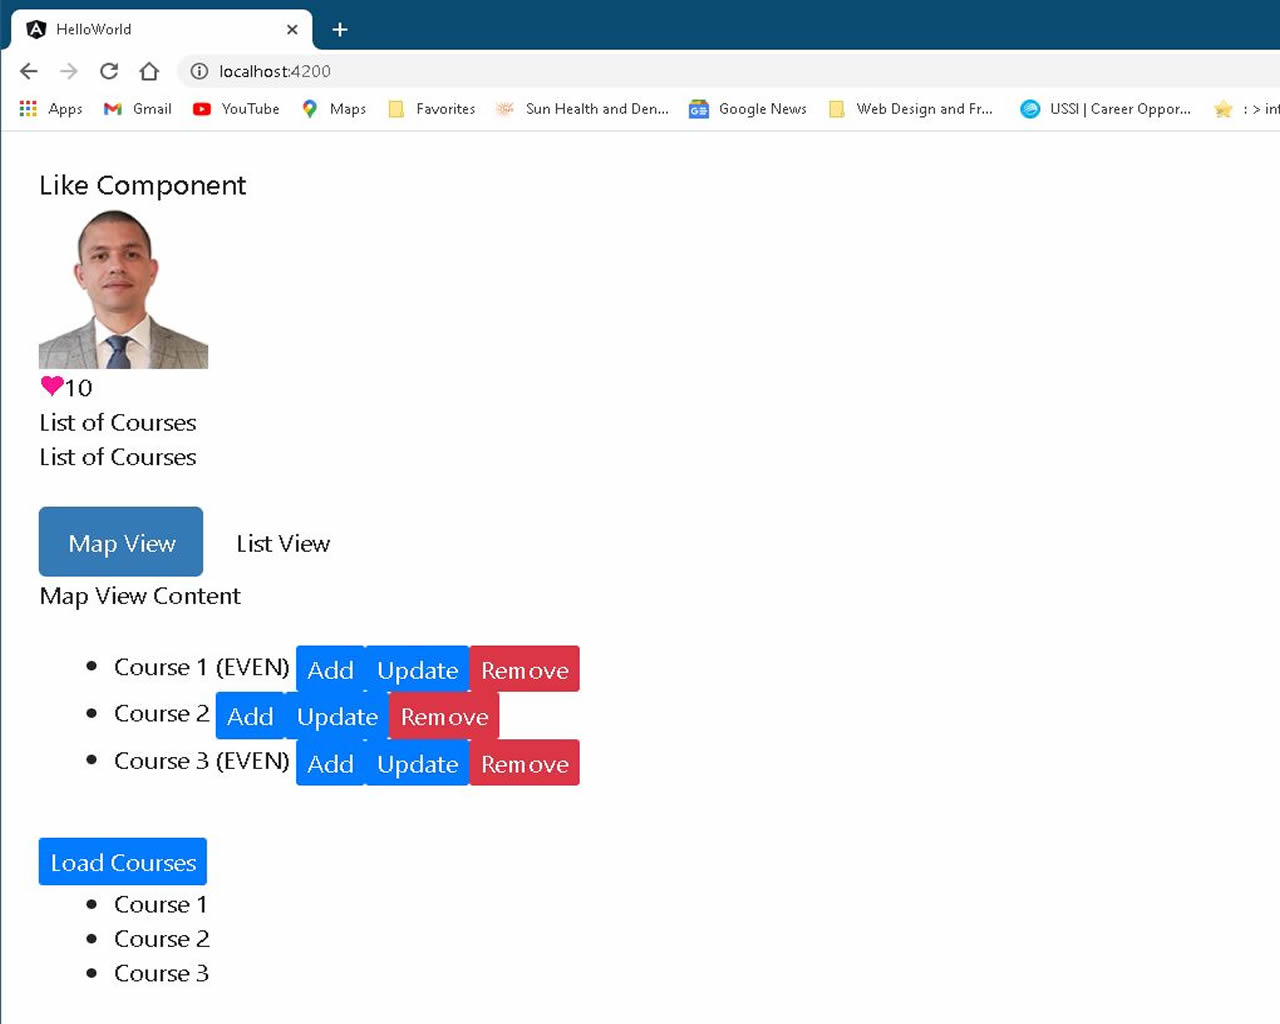 HelloWorld
localhost:4200
Apps Gmail YouTube Maps Favorites Sun Health and Den... Google News Web Design and Fr... USSI | Career Oppor... : > int
Like Component
10
List of Courses
List of Courses
Map View List View
Map View Content
Course 1 (EVEN) Add Update Remove
Course 2 Add Update Remove
Course 3 (EVEN) Add Update Remove
Load Courses
Course 1
Course 2
Course 3